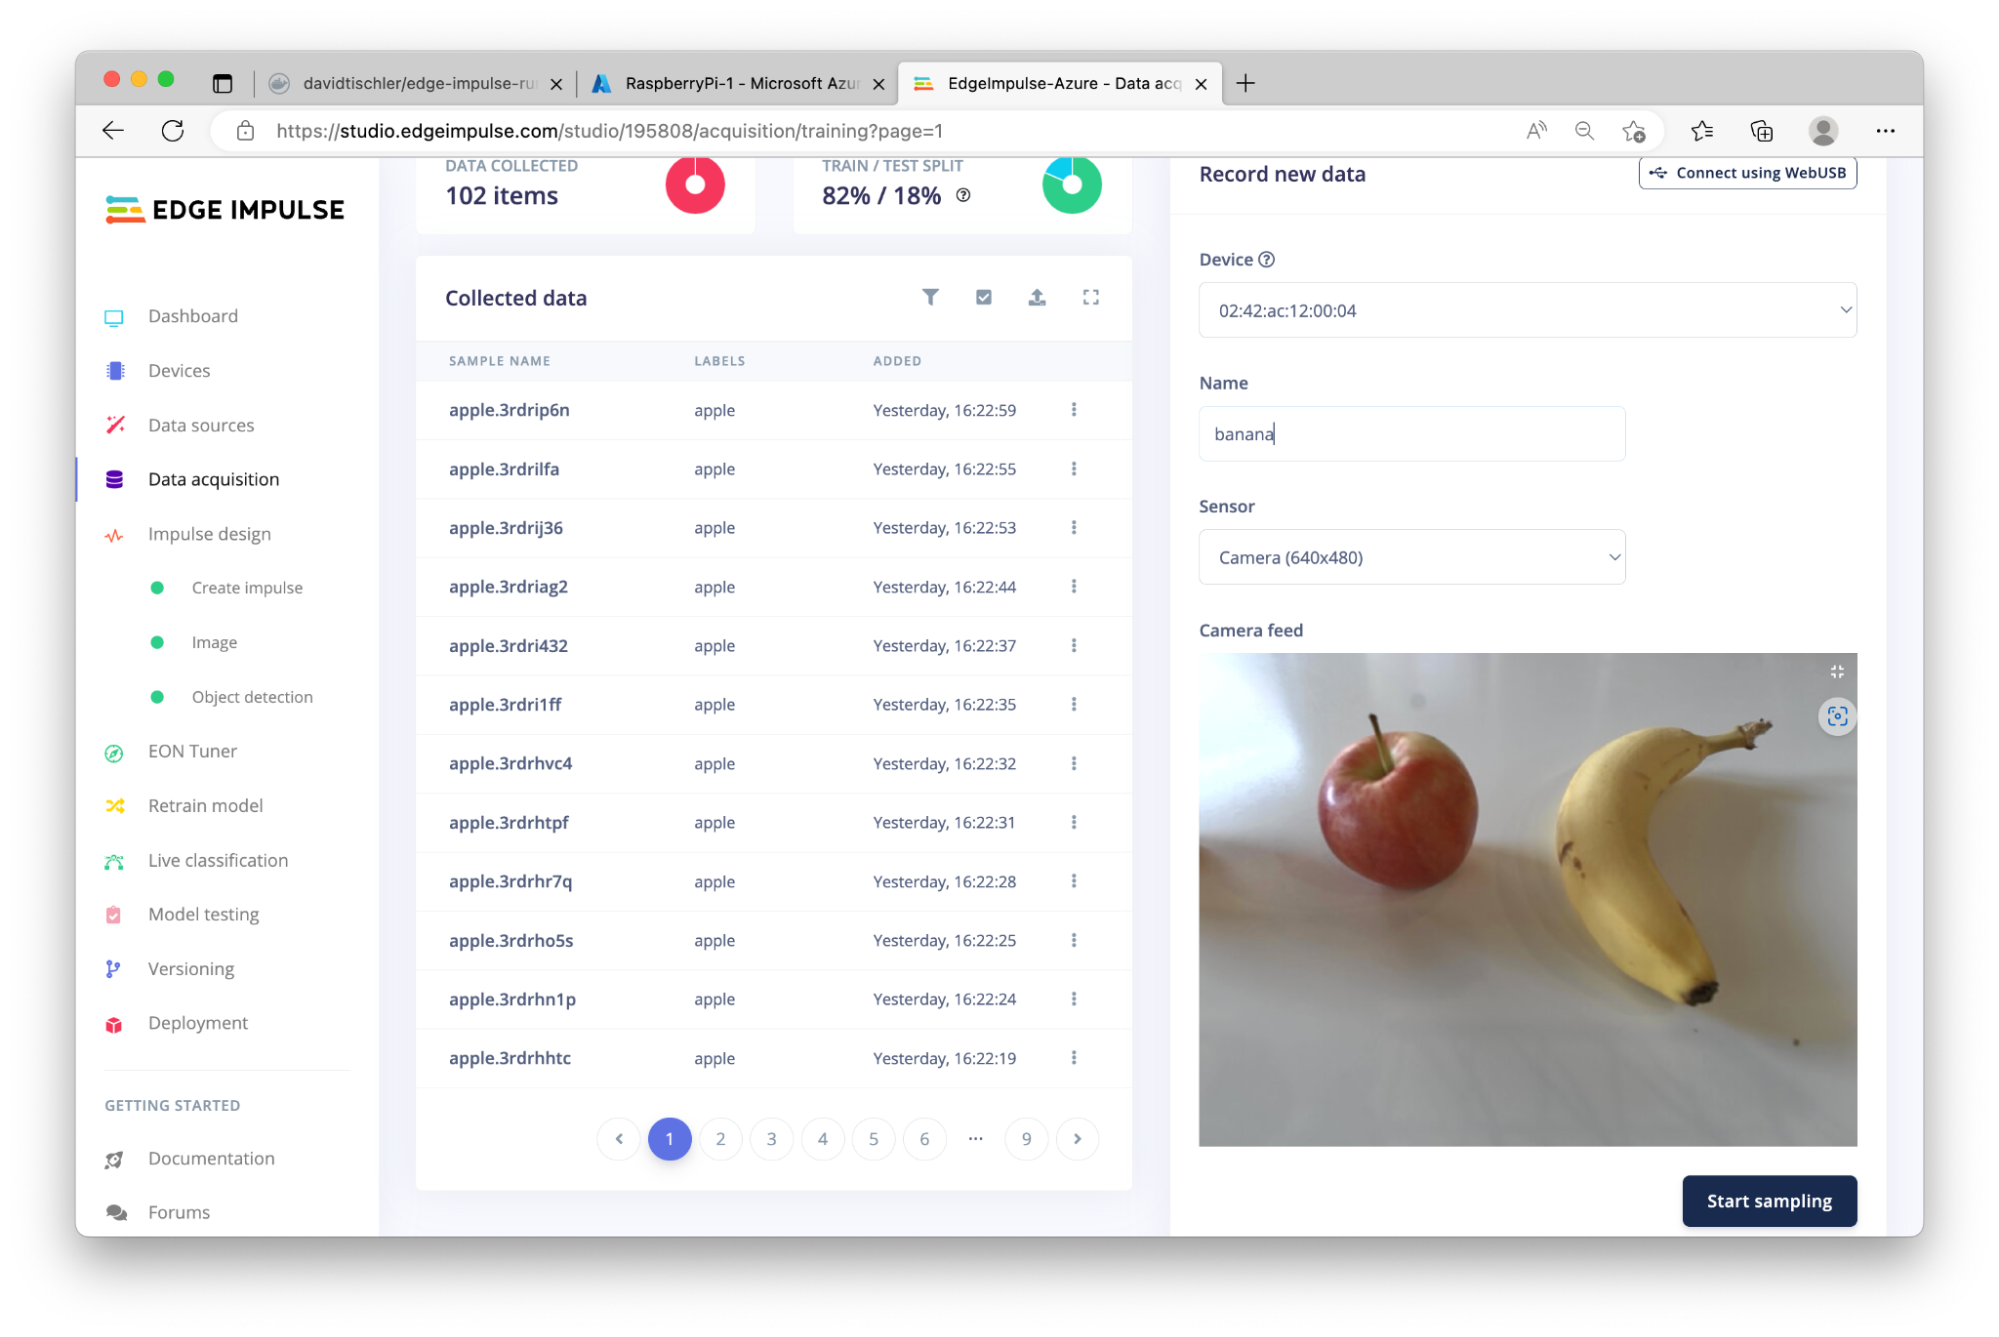 davidtischler/edge-impulse-ru
RaspberryPi-1 - Microsoft Azu
EdgeImpulse-Azure - Data acq
https://studio.edgeimpulse.com/studio/195808/acquisition/training?page=1
EDGE IMPULSE
Dashboard
Devices
Data sources
Data acquisition
Impulse design
Create impulse
Image
Object detection
EON Tuner
Retrain model
Live classification
Model testing
Versioning
Deployment
GETTING STARTED
Documentation
Forums
DATA COLLECTED
102 items
TRAIN / TEST SPLIT
82% / 18%
Collected data
SAMPLE NAME LABELS ADDED
apple.3rdrip6n apple Yesterday, 16:22:59
apple.3rdrilfa apple Yesterday, 16:22:55
apple.3rdrij36 apple Yesterday, 16:22:53
apple.3rdriag2 apple Yesterday, 16:22:44
apple.3rdri432 apple Yesterday, 16:22:37
apple.3rdri1ff apple Yesterday, 16:22:35
apple.3rdrhvc4 apple Yesterday, 16:22:32
apple.3rdrhtpf apple Yesterday, 16:22:31
apple.3rdrhr7q apple Yesterday, 16:22:28
apple.3rdrho5s apple Yesterday, 16:22:25
apple.3rdrhn1p apple Yesterday, 16:22:24
apple.3rdrhhtc apple Yesterday, 16:22:19
1 2 3 4 5 6 ... 9
Record new data
Connect using WebUSB
Device
02:42:ac:12:00:04
Name
banana
Sensor
Camera (640x480)
Camera feed
Start sampling